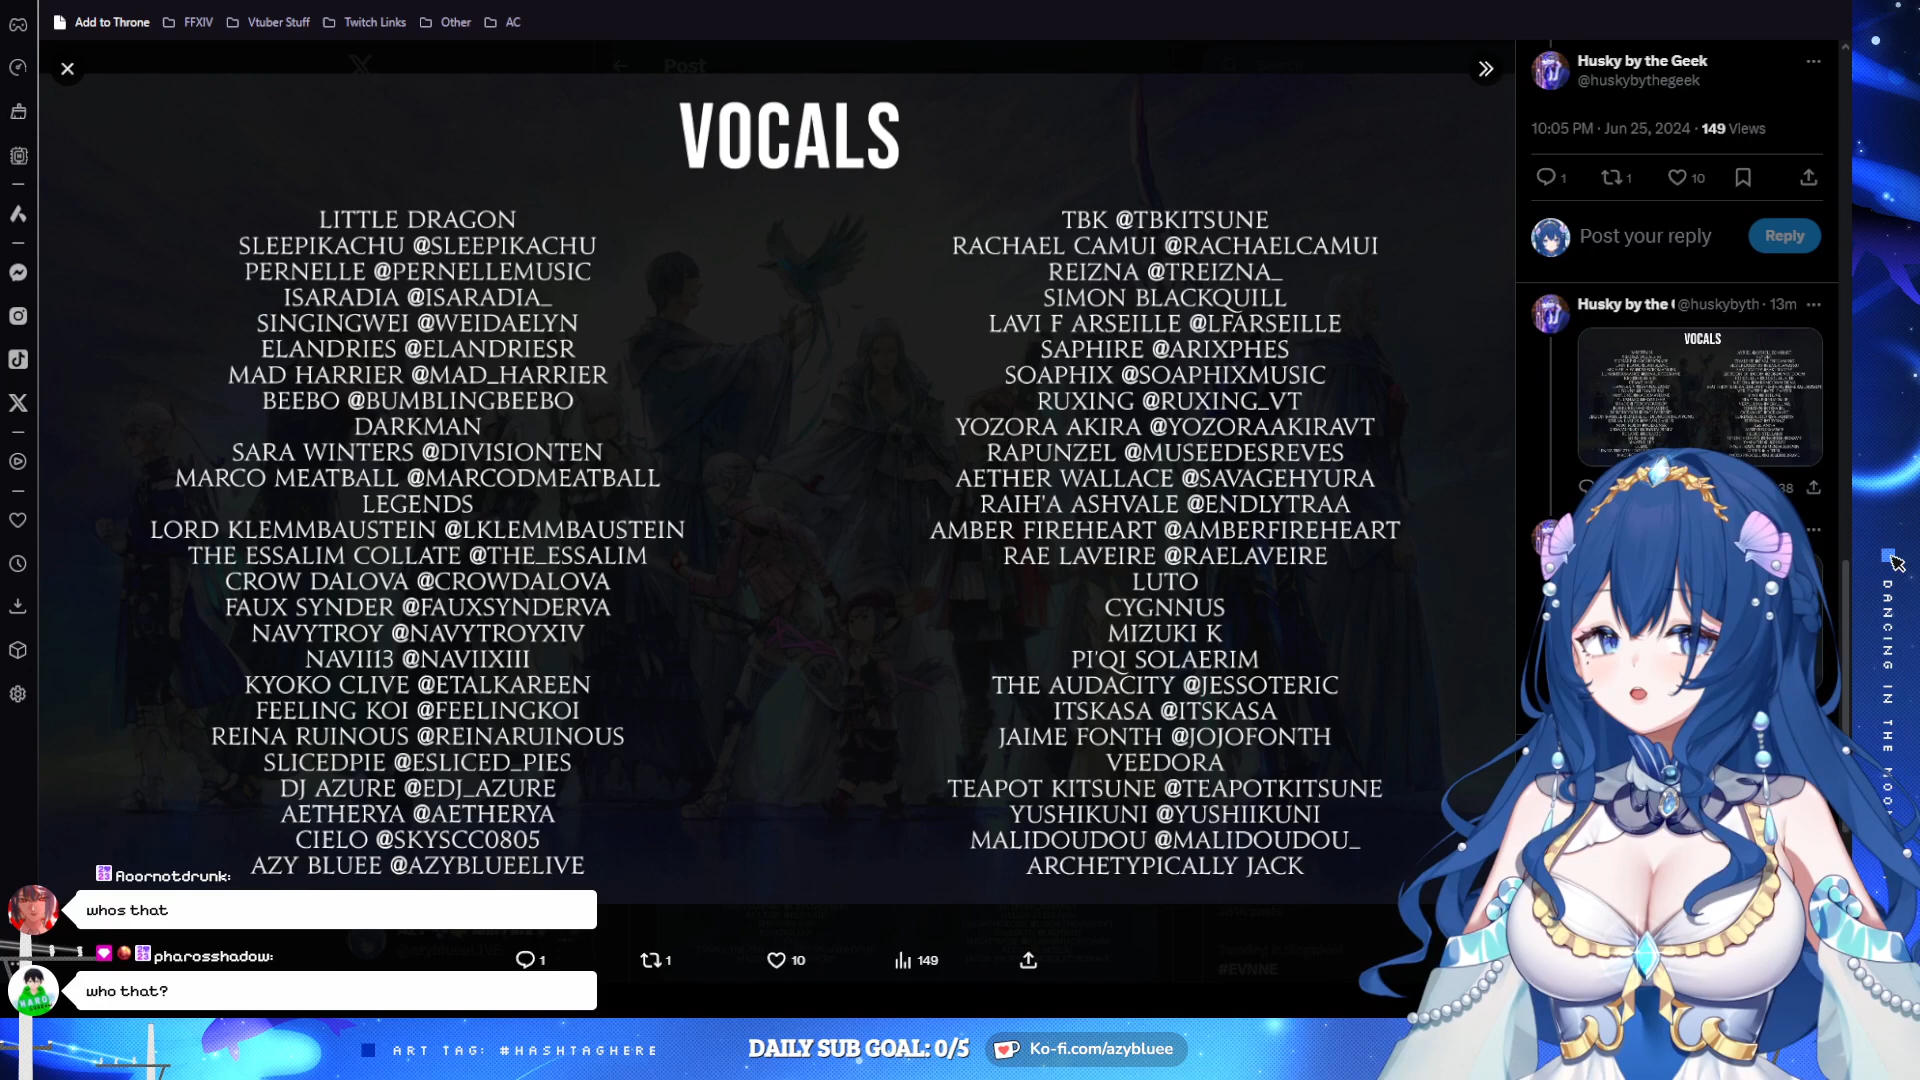 Add to Throne
FFXIV
Vtuber Stuff
Twitch Links
Other
AC
Post
VOCALS
LITTLE DRAGON
SLEEPIKACHU @SLEEPIKACHU
PERNELLE @PERNELLEMUSIC
ISARADIA @ISARADIA_
SINGINGWEI @WEIDAELYN
ELANDRIES @ELANDRIESR
MAD HARRIER @MAD_HARRIER
BEEBO @BUMBLINGBEEBO
DARKMAN
SARA WINTERS @DIVISIONTEN
MARCO MEATBALL @MARCODMEATBALL
LEGENDS
LORD KLEMMBAUSTEIN @LKLEMMBAUSTEIN
THE ESSALIM COLLATE @THE_ESSALIM
CROW DALOVA @CROWDALOVA
FAUX SYNDER @FAUXSYNDERVA
NAVYTROY @NAVYTROYXIV
NAVII13 @NAVIIXIII
KYOKO CLIVE @ETALKAREEN
FEELING KOI @FEELINGKOI
REINA RUINOUS @REINARUINOUS
SLICEDPIE @ESLICED_PIES
DJ AZURE @EDJ_AZURE
AETHERYA @AETHERYA
CIELO @SKYSCC0805
AZY BLUEE @AZYBLUEELIVE
TBK @TBKITSUNE
RACHAEL CAMUI @RACHAELCAMUI
REIZNA @TREIZNA_
SIMON BLACKQUILL
LAVI F ARSEILLE @LFARSEILLE
SAPHIRE @ARIXPHES
SOAPHIX @SOAPHIXMUSIC
RUXING @RUXING_VT
YOZORA AKIRA @YOZORAAKIRAVT
RAPUNZEL @MUSEEDESREVES
AETHER WALLACE @SAVAGEHYURA
RAIH'A ASHVALE @ENDLYTRAA
AMBER FIREHEART @AMBERFIREHEART
RAE LAVEIRE @RAELAVEIRE
LUTO
CYGNNUS
MIZUKI K
PI'QI SOLAERIM
THE AUDACITY @JESSOTERIC
ITSKASA @ITSKASA
JAIME FONTH @JOJOFONTH
VEEDORA
TEAPOT KITSUNE @TEAPOTKITSUNE
YUSHIKUNI @YUSHIIKUNI
MALIDOUDOU @MALIDOUDOU_
ARCHETYPICALLY JACK
1
1
10
149
Husky by the Geek
@huskybythegeek
10:05 PM · Jun 25, 2024 · 149 Views
1
1
10
Post your reply
Reply
Husky by the @huskybyth · 13m
VOCALS
38
#EVNNE
Roornotdrunk:
whos that
pharosshadow:
who that?
DANCING IN THE
ART TAG: #HASHTAGHERE
DAILY SUB GOAL: 0/5
Ko-fi.com/azybluee